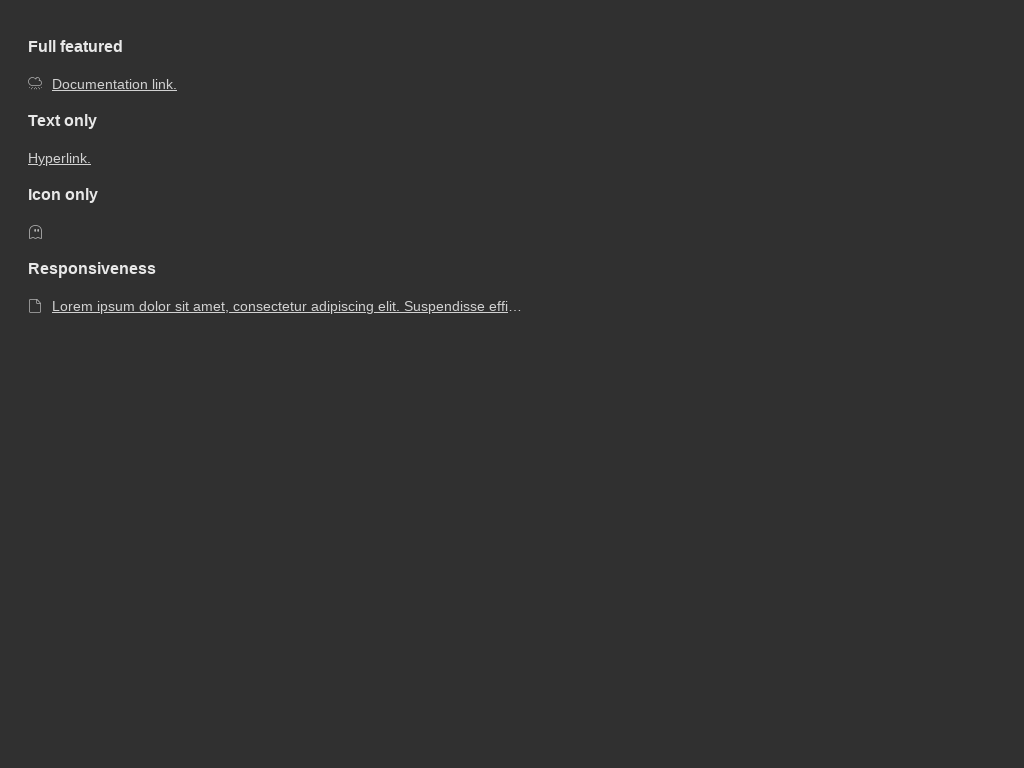 Full featured
Documentation link.
Text only
Hyperlink.
Icon only
Responsiveness
Lorem ipsum dolor sit amet, consectetur adipiscing elit. Suspendisse effi…